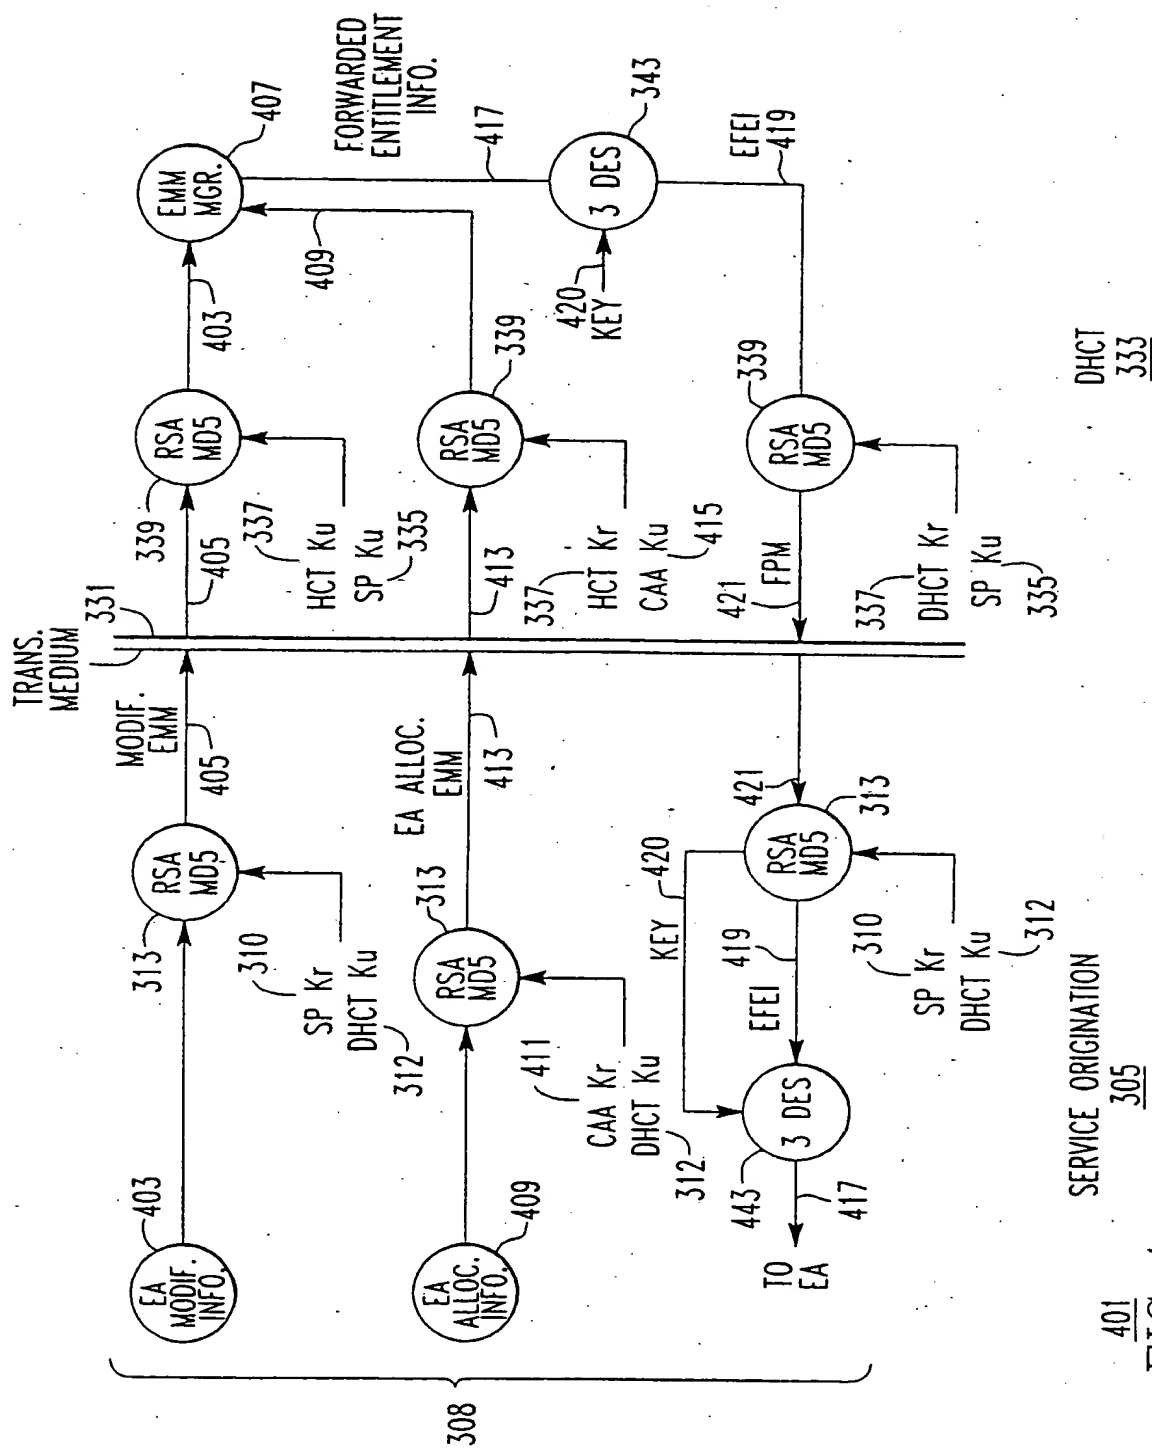 TRANS.
MEDIUM
331
EA
MODIF.
INFO.
403
313
RSA
MD5
310
SP Kr
DHCT Ku
312
MODIF.
EMM
405
405
339
RSA
MD5
337
HCT Ku
SP Ku
335
403
EMM
MGR.
407
409
FORWARDED
ENTITLEMENT
INFO.
417
308
EA
ALLOC.
INFO.
409
RSA
MD5
313
411
CAA Kr
DHCT Ku
312
EA ALLOC.
EMM
413
413
RSA
MD5
339
337
HCT Kr
CAA Ku
415
420
KEY
3 DES
343
EFEI
419
TO
EA
417
443
3 DES
KEY
420
EFEI
419
RSA
MD5
313
310
SP Kr
DHCT Ku
312
421
421
FPM
RSA
MD5
339
337
DHCT Kr
SP Ku
335
SERVICE ORIGINATION
305
DHCT
333
401